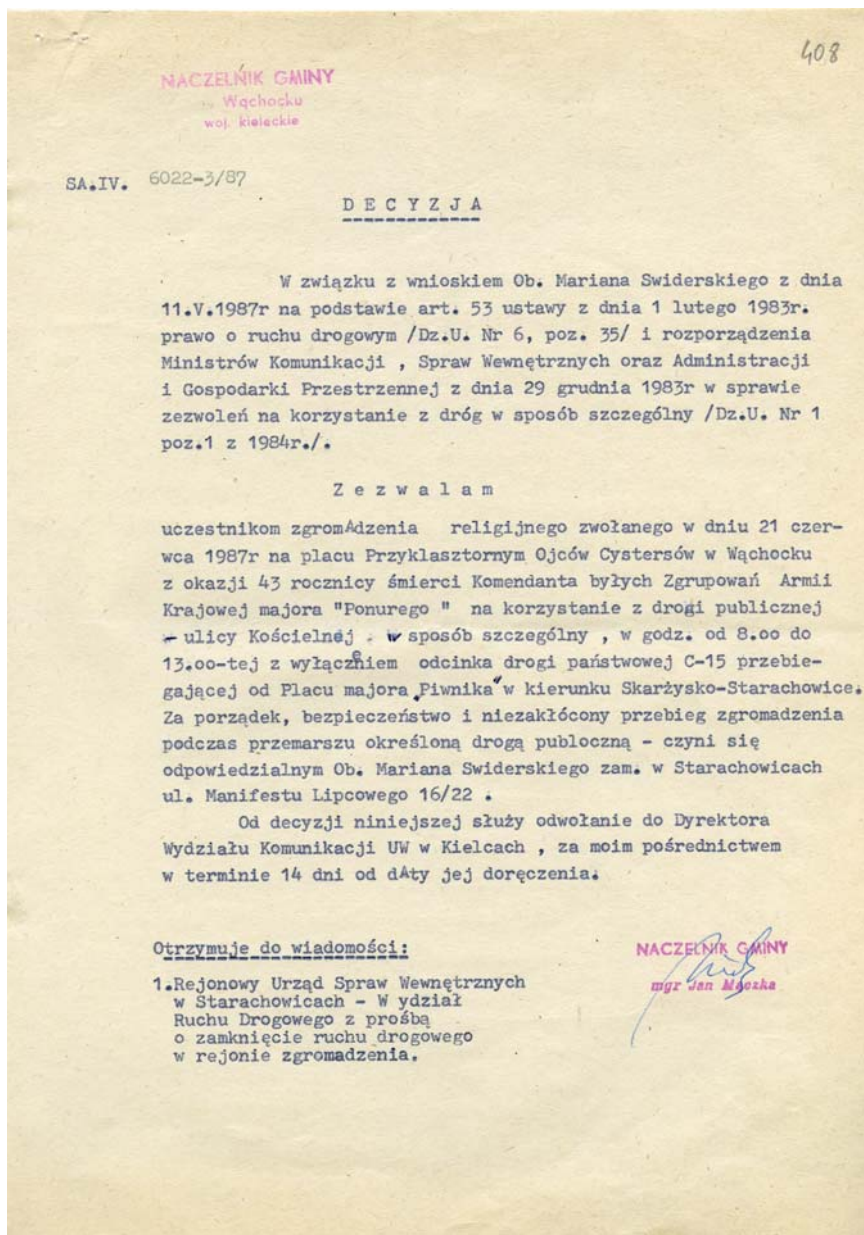 408
NACZELNIK GMINY
w Wąchocku
woj. kieleckie
SA.IV. 6022-3/87
D E C Y Z J A
W związku z wnioskiem Ob. Mariana Swiderskiego z dnia
11.V.1987r na podstawie art. 53 ustawy z dnia 1 lutego 1983r.
prawo o ruchu drogowym /Dz.U. Nr 6, poz. 35/ i rozporządzenia
Ministrów Komunikacji , Spraw Wewnętrznych oraz Administracji
i Gospodarki Przestrzennej z dnia 29 grudnia 1983r w sprawie
zezwoleń na korzystanie z dróg w sposób szczególny /Dz.U. Nr 1
poz.1 z 1984r./.
Z e z w a l a m
uczestnikom zgromAdzenia religijnego zwołanego w dniu 21 czer-
wca 1987r na placu Przyklasztornym Ojców Cystersów w Wąchocku
z okazji 43 rocznicy śmierci Komendanta byłych Zgrupowań Armii
Krajowej majora "Ponurego " na korzystanie z drogi publicznej
- ulicy Kościelnej - w sposób szczególny , w godz. od 8.oo do
13.oo-tej z wyłączeniem odcinka drogi państwowej C-15 przebie-
gającej od Placu majora „Piwnika" w kierunku Skarżysko-Starachowice.
Za porządek, bezpieczeństwo i niezakłócony przebieg zgromadzenia
podczas przemarszu określoną drogą publoczną - czyni się
odpowiedzialnym Ob. Mariana Swiderskiego zam. w Starachowicach
ul. Manifestu Lipcowego 16/22 .
Od decyzji niniejszej służy odwołanie do Dyrektora
Wydziału Komunikacji UW w Kielcach , za moim pośrednictwem
w terminie 14 dni od dAty jej doręczenia.
Otrzymuje do wiadomości:
NACZELNIK GMINY
mgr Jan Mączka
1.Rejonowy Urząd Spraw Wewnętrznych
w Starachowicach - W ydział
Ruchu Drogowego z prośbą
o zamknięcie ruchu drogowego
w rejonie zgromadzenia.